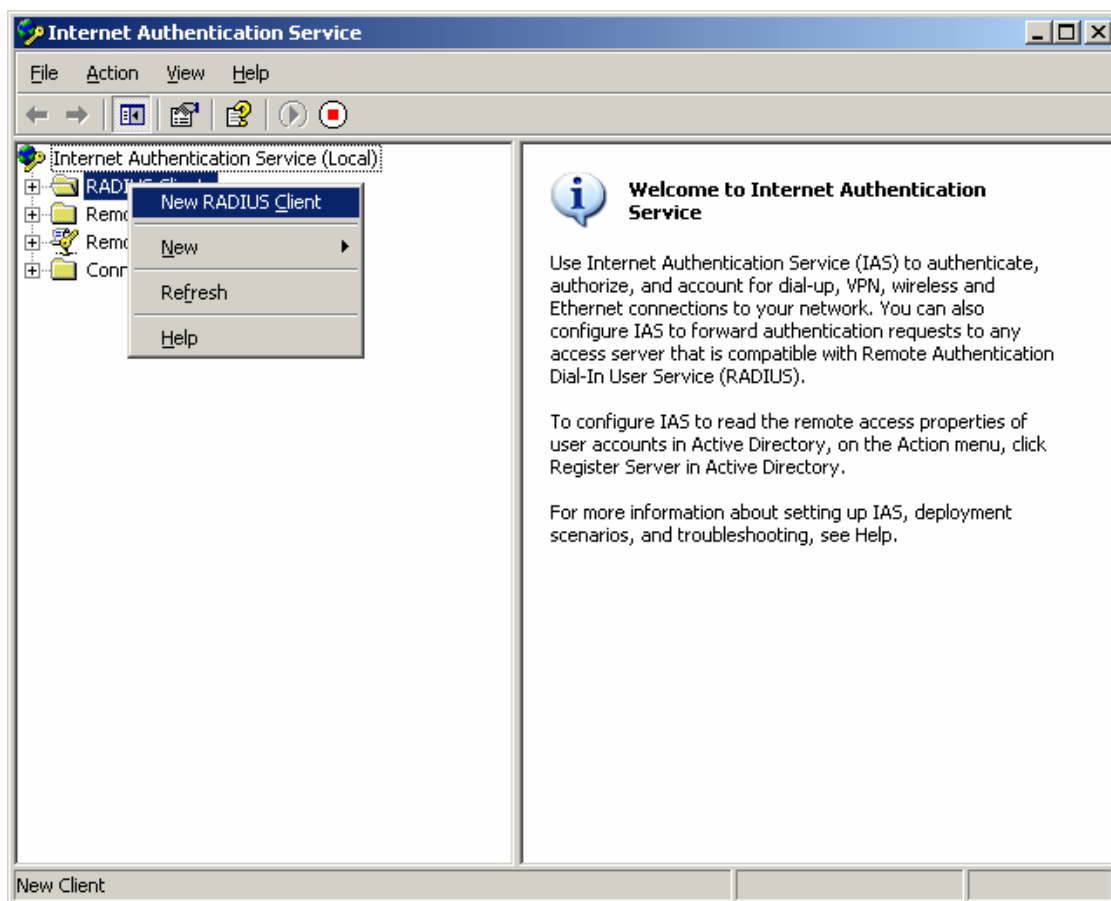 Internet Authentication Service
File Action View Help
Internet Authentication Service (Local)
New RADIUS Client
New
Refresh
Help
Welcome to Internet Authentication
Service
Use Internet Authentication Service (IAS) to authenticate,
authorize, and account for dial-up, VPN, wireless and
Ethernet connections to your network. You can also
configure IAS to forward authentication requests to any
access server that is compatible with Remote Authentication
Dial-In User Service (RADIUS).
To configure IAS to read the remote access properties of
user accounts in Active Directory, on the Action menu, click
Register Server in Active Directory.
For more information about setting up IAS, deployment
scenarios, and troubleshooting, see Help.
New Client